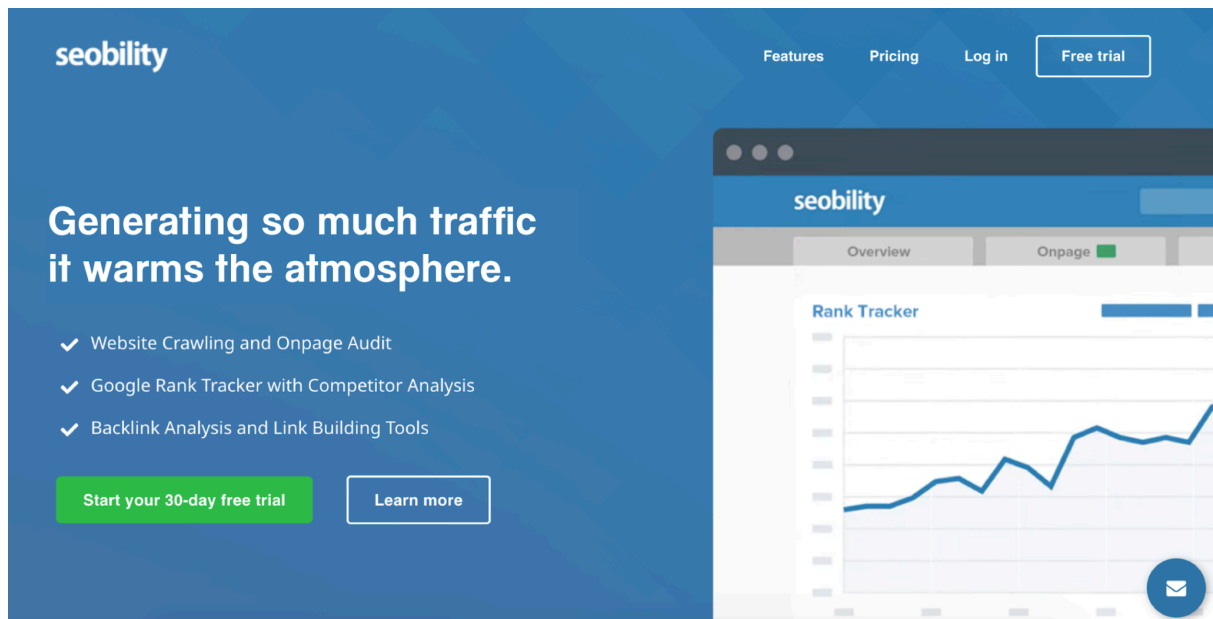 seobility
Features Pricing Log in Free trial
Generating so much traffic
it warms the atmosphere.
Website Crawling and Onpage Audit
Google Rank Tracker with Competitor Analysis
Backlink Analysis and Link Building Tools
Start your 30-day free trial
Learn more
seobility
Overview
Onpage
Rank Tracker